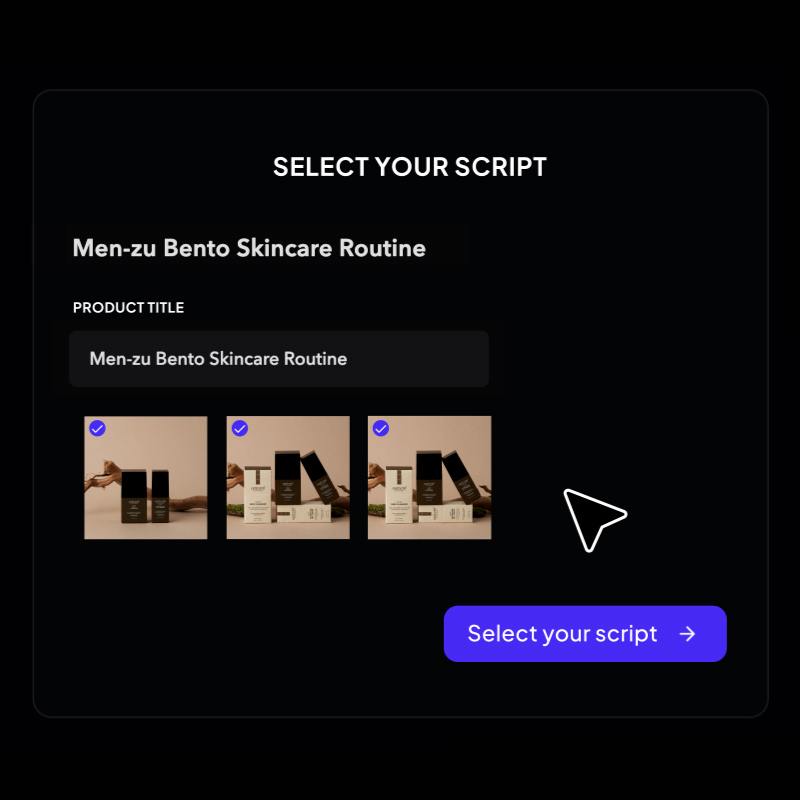 SELECT YOUR SCRIPT
Men-zu Bento Skincare Routine
PRODUCT TITLE
Men-zu Bento Skincare Routine
Select your script